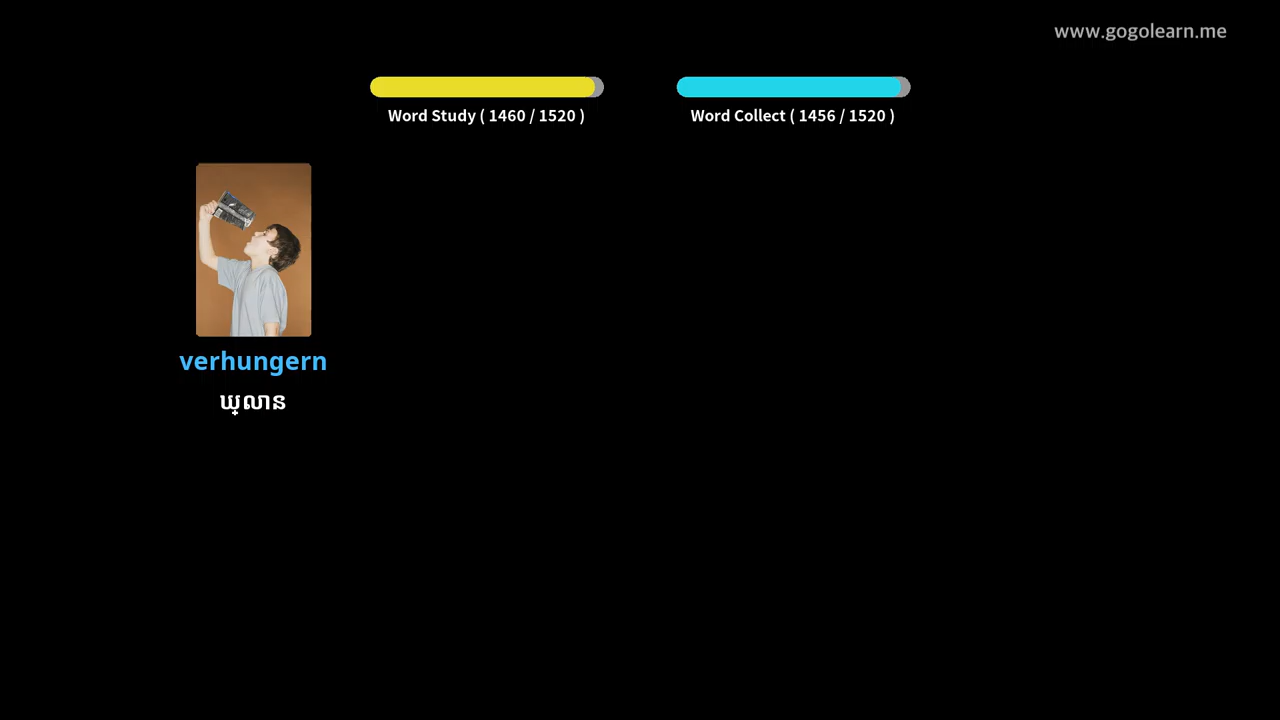 www.gogolearn.me
Word Study ( 1460 / 1520 )
Word Collect ( 1456 / 1520 )
verhungern
ឃ្លាន